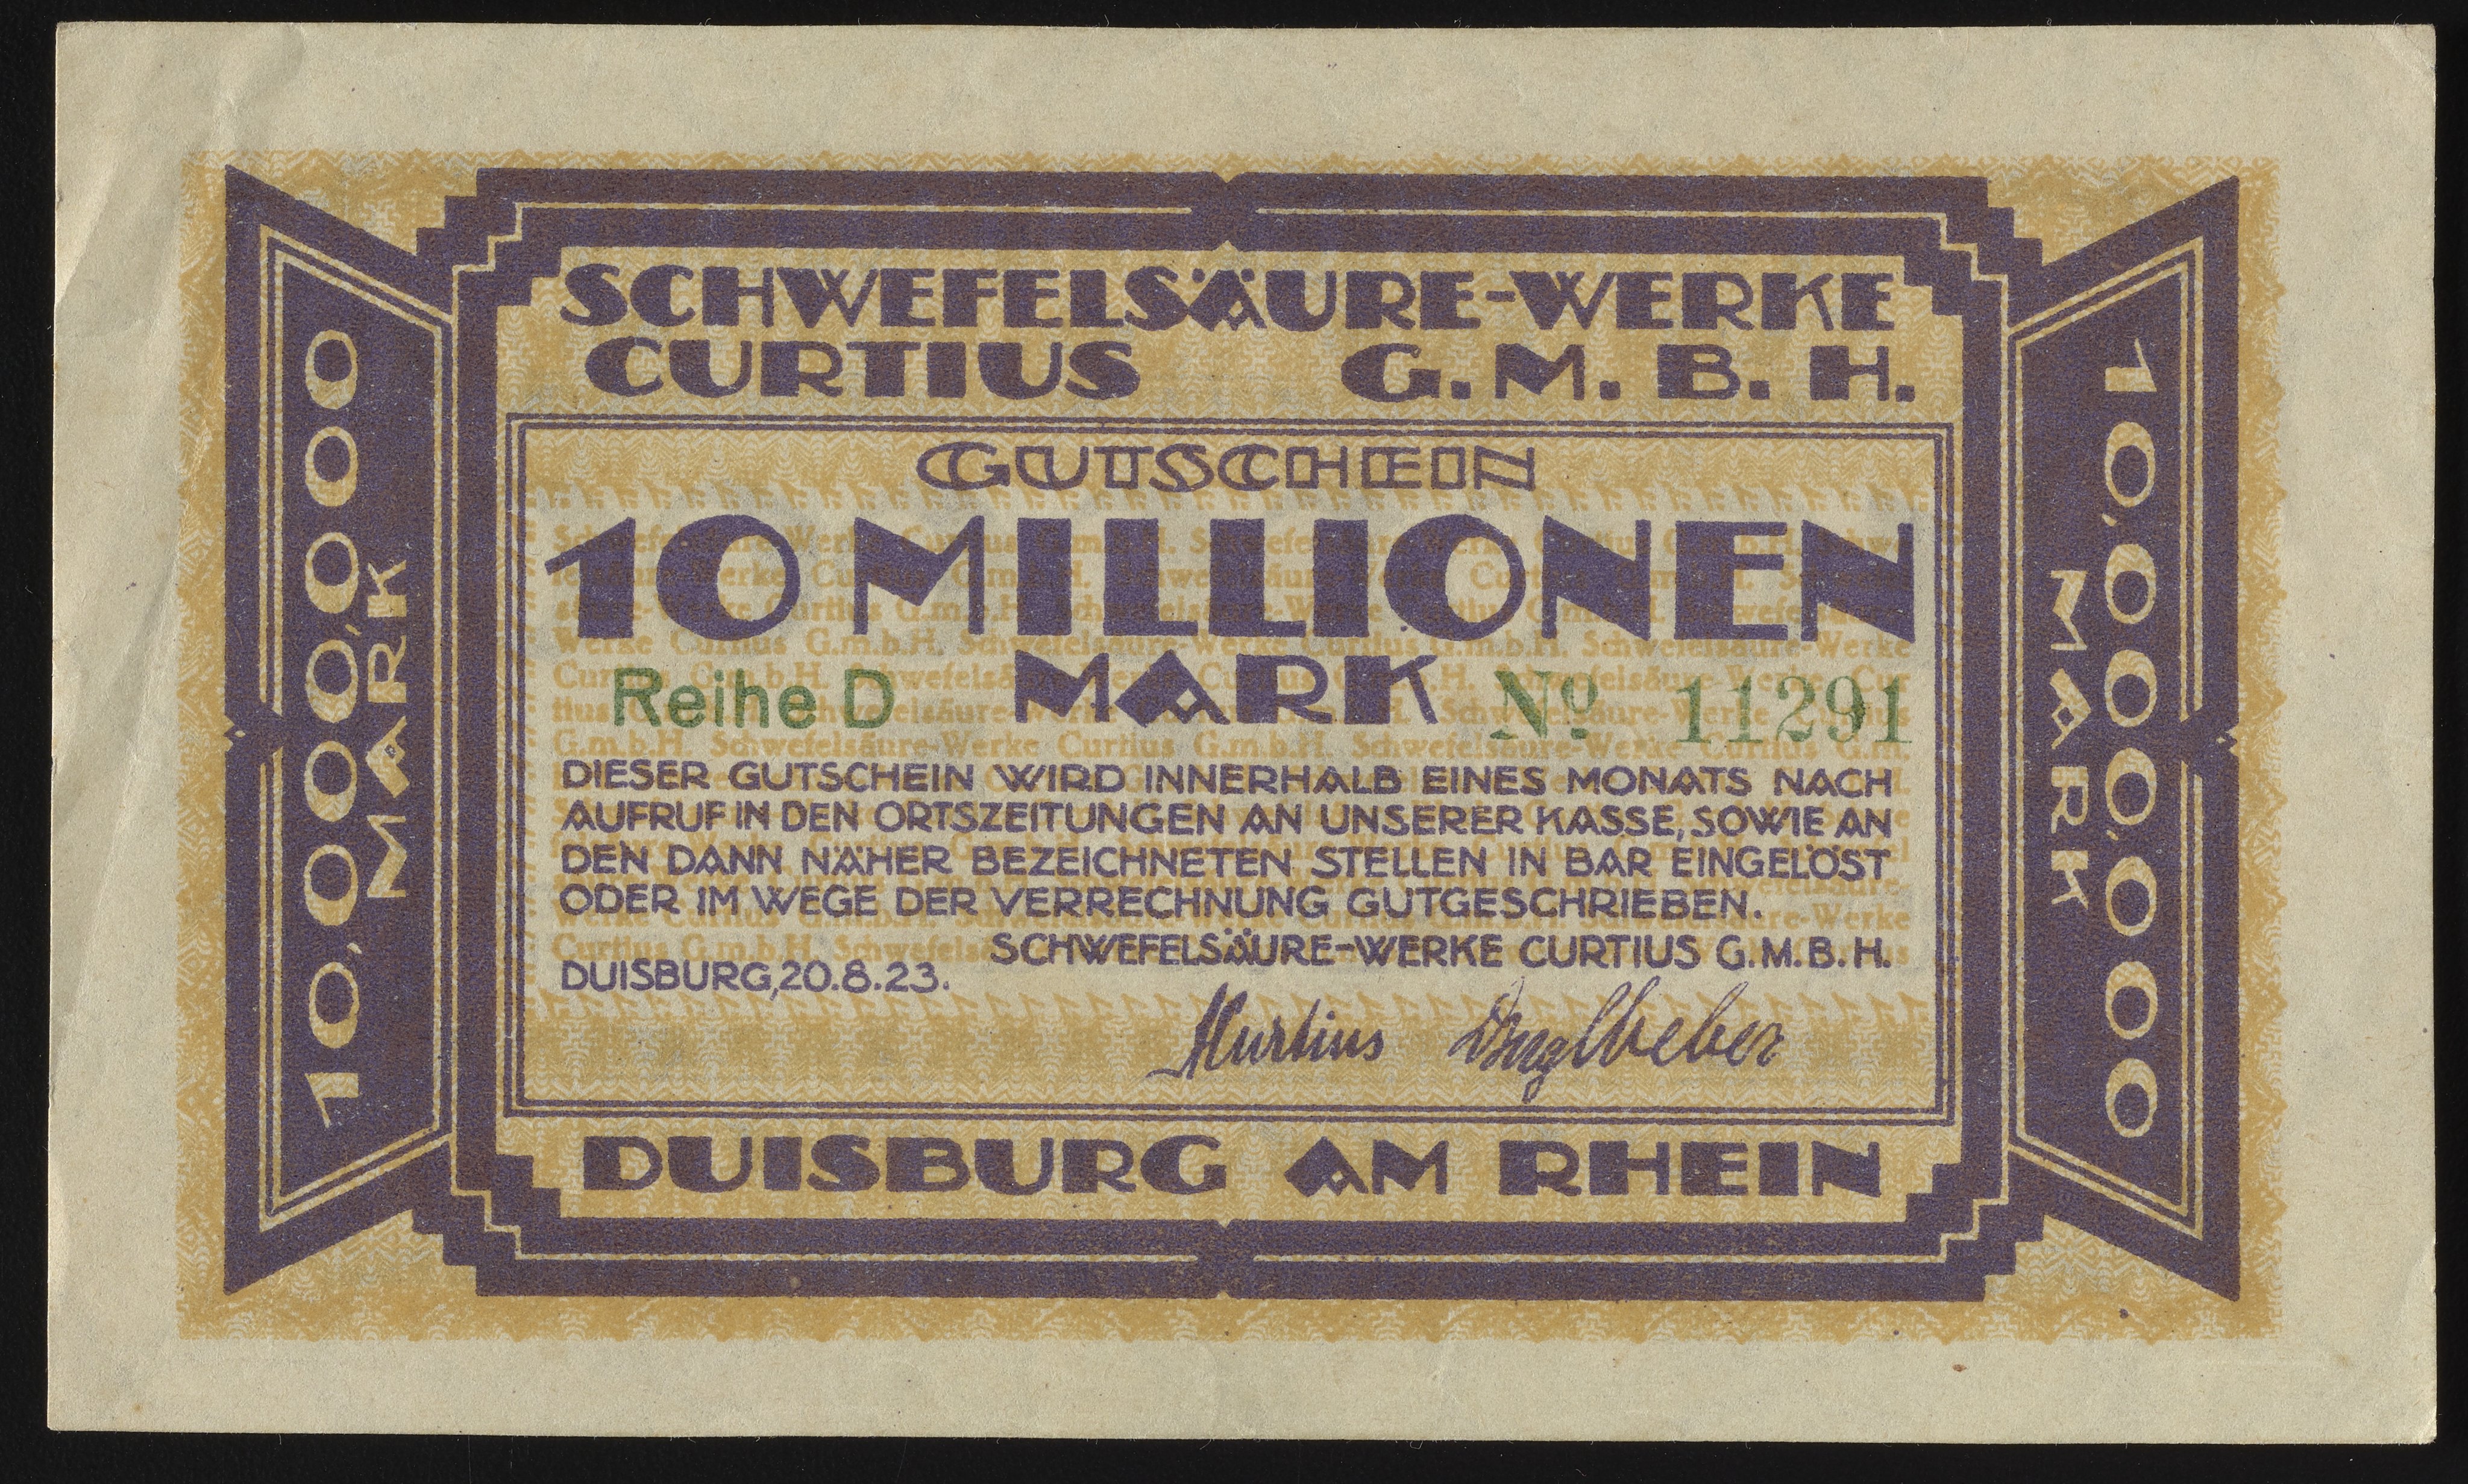 SCHWEFELSÄURE-WERKE
CURTIUS G.M.B.H.
GUTSCHEIN
10 MILLIONEN
MARK
Reihe D
Nº 11291
DIESER GUTSCHEIN WIRD INNERHALB EINES MONATS NACH
AUFRUF IN DEN ORTSZEITUNGEN AN UNSERER KASSE, SOWIE AN
DEN DANN NÄHER BEZEICHNETEN STELLEN IN BAR EINGELÖST
ODER IM WEGE DER VERRECHNUNG GUTGESCHRIEBEN.
SCHWEFELSÄURE-WERKE CURTIUS G.M.B.H.
DUISBURG, 20.8.23.
DUISBURG AM RHEIN
10,000,000
MARK
10,000,000
MARK